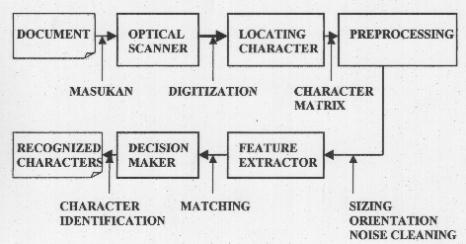 DOCUMENT
OPTICAL
SCANNER
LOCATING
CHARACTER
PREPROCESSING
MASUKAN
DIGITIZATION
CHARACTER
MATRIX
RECOGNIZED
CHARACTERS
DECISION
MAKER
FEATURE
EXTRACTOR
CHARACTER
IDENTIFICATION
MATCHING
SIZING
ORIENTATION
NOISE CLEANING